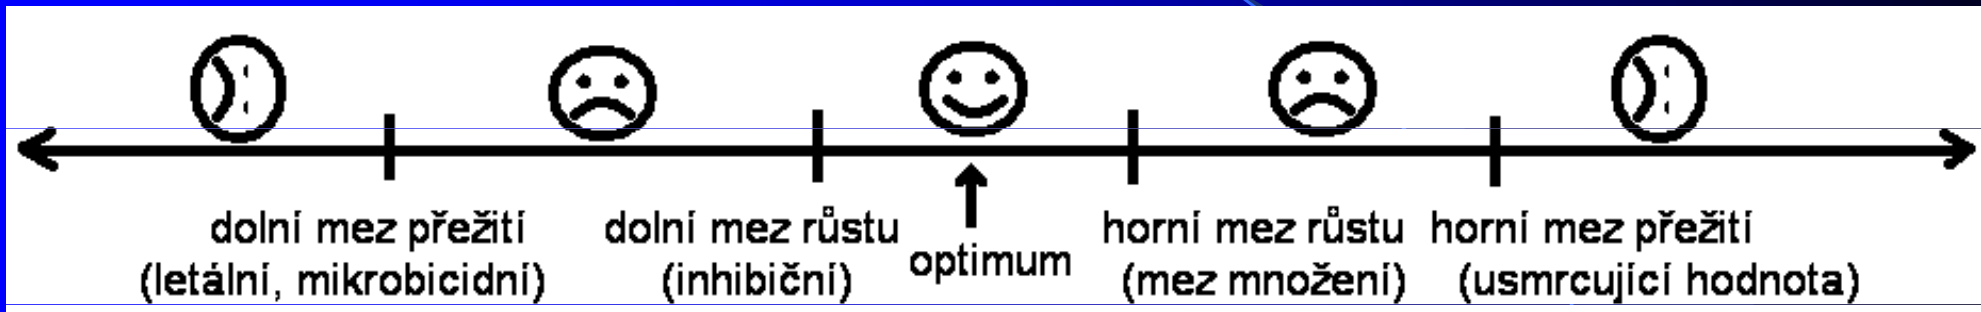 dolní mez přežití
(letální, mikrobicidní)
dolní mez růstu
(inhibiční)
optimum
horní mez růstu
(mez množení)
horní mez přežití
(usmrcující hodnota)